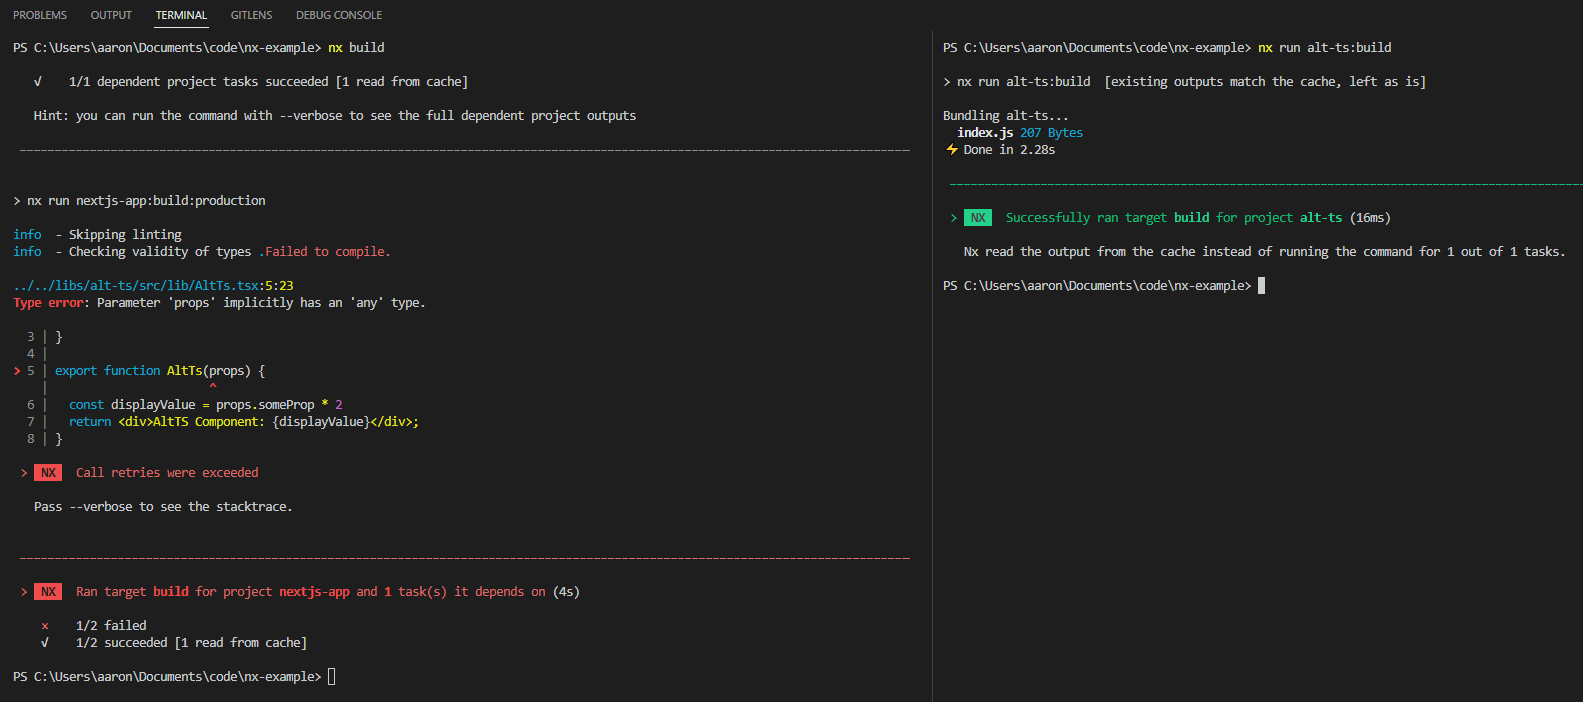 PROBLEMS OUTPUT TERMINAL GITLENS DEBUG CONSOLE
PS C:\Users\aaron\Documents\code\nx-example> nx build
√ 1/1 dependent project tasks succeeded [1 read from cache]
Hint: you can run the command with --verbose to see the full dependent project outputs
> nx run nextjs-app:build:production
info - Skipping linting
info - Checking validity of types .Failed to compile.
../../libs/alt-ts/src/lib/AltTs.tsx:5:23
Type error: Parameter 'props' implicitly has an 'any' type.
3 | }
4 |
> 5 | export function AltTs(props) {
| ^
6 | const displayValue = props.someProp * 2
7 | return <div>AltTS Component: {displayValue}</div>;
8 | }
> NX Call retries were exceeded
Pass --verbose to see the stacktrace.
> NX Ran target build for project nextjs-app and 1 task(s) it depends on (4s)
× 1/2 failed
√ 1/2 succeeded [1 read from cache]
PS C:\Users\aaron\Documents\code\nx-example>
PS C:\Users\aaron\Documents\code\nx-example> nx run alt-ts:build
> nx run alt-ts:build [existing outputs match the cache, left as is]
Bundling alt-ts...
index.js 207 Bytes
⚡ Done in 2.28s
> NX Successfully ran target build for project alt-ts (16ms)
Nx read the output from the cache instead of running the command for 1 out of 1 tasks.
PS C:\Users\aaron\Documents\code\nx-example>